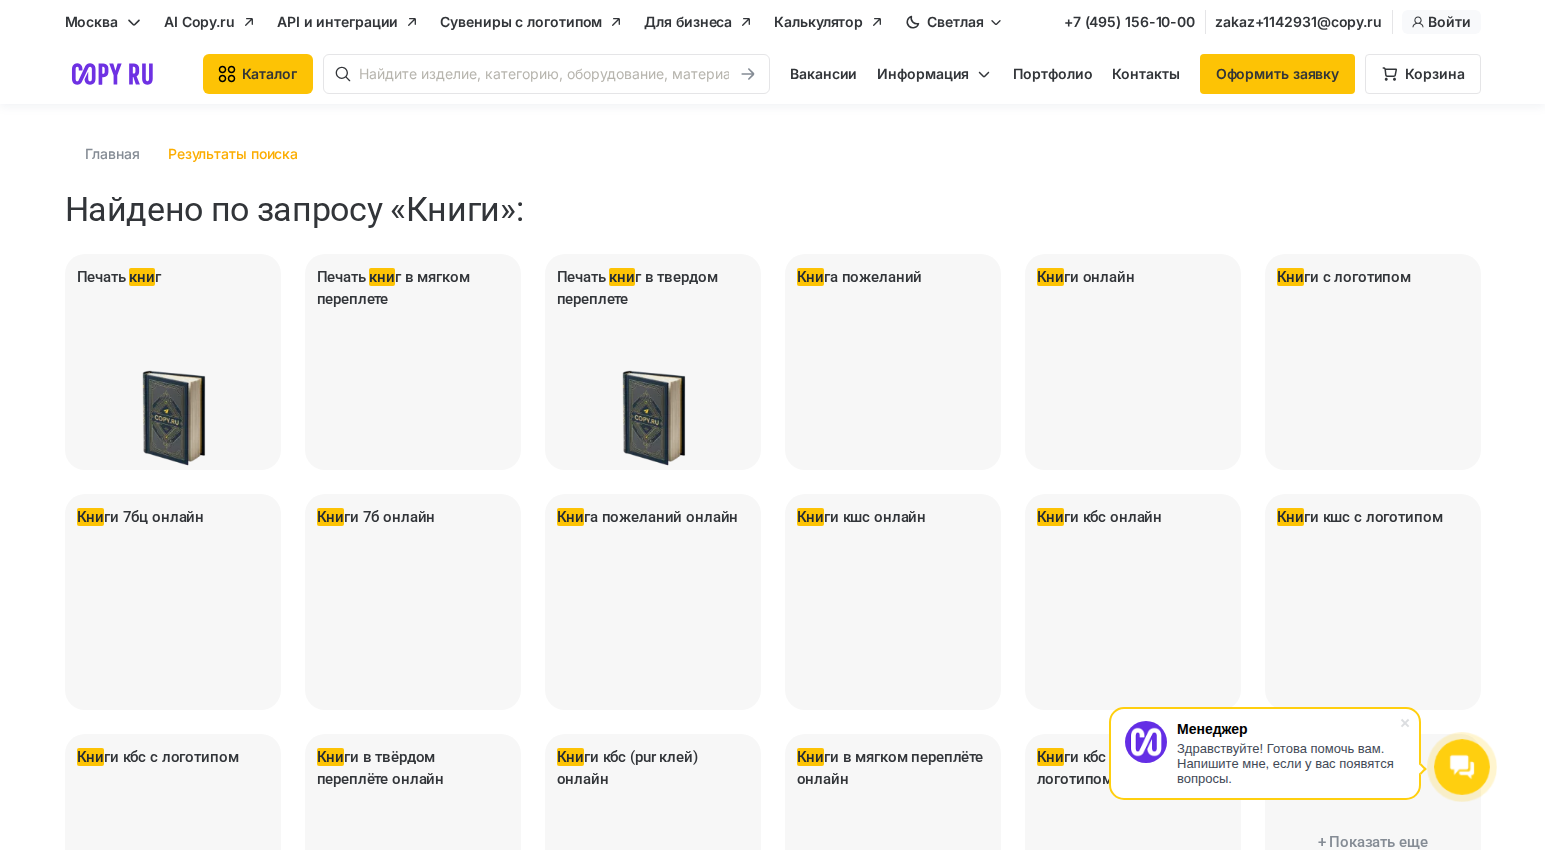 Москва AI Copy.ru API и интеграции Сувениры с логотипом Для бизнеса Калькулятор Светлая +7 (495) 156-10-00 zakaz+1142931@copy.ru Войти
COPY RU Каталог Найдите изделие, категорию, оборудование, материа Вакансии Информация Портфолио Контакты Оформить заявку Корзина
Главная Результаты поиска
Найдено по запросу «Книги»:
Печать книг
Печать книг в мягком
переплете
Печать книг в твердом
переплете
Книга пожеланий
Книги онлайн
Книги с логотипом
COPY.RU
COPY.RU
Книги 7бц онлайн
Книги 7б онлайн
Книга пожеланий онлайн
Книги кшс онлайн
Книги кбс онлайн
Книги кшс с логотипом
Книги кбс с логотипом
Книги в твёрдом
переплёте онлайн
Книги кбс (pur клей)
онлайн
Книги в мягком переплёте
онлайн
Книги кбс
логотипом
Менеджер
Здравствуйте! Готова помочь вам.
Напишите мне, если у вас появятся
вопросы.
+ Показать еще